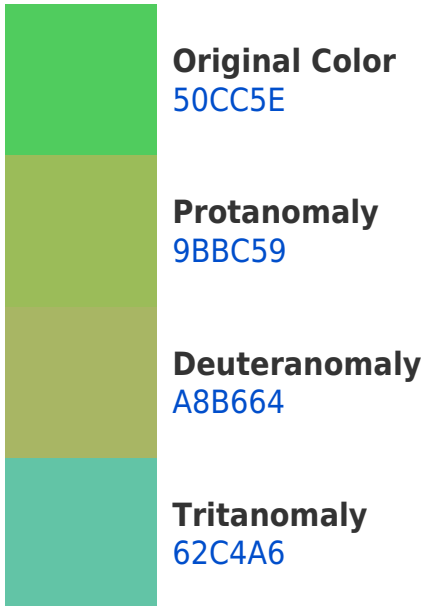 Original Color
50CC5E
Protanomaly
9BBC59
Deuteranomaly
A8B664
Tritanomaly
62C4A6